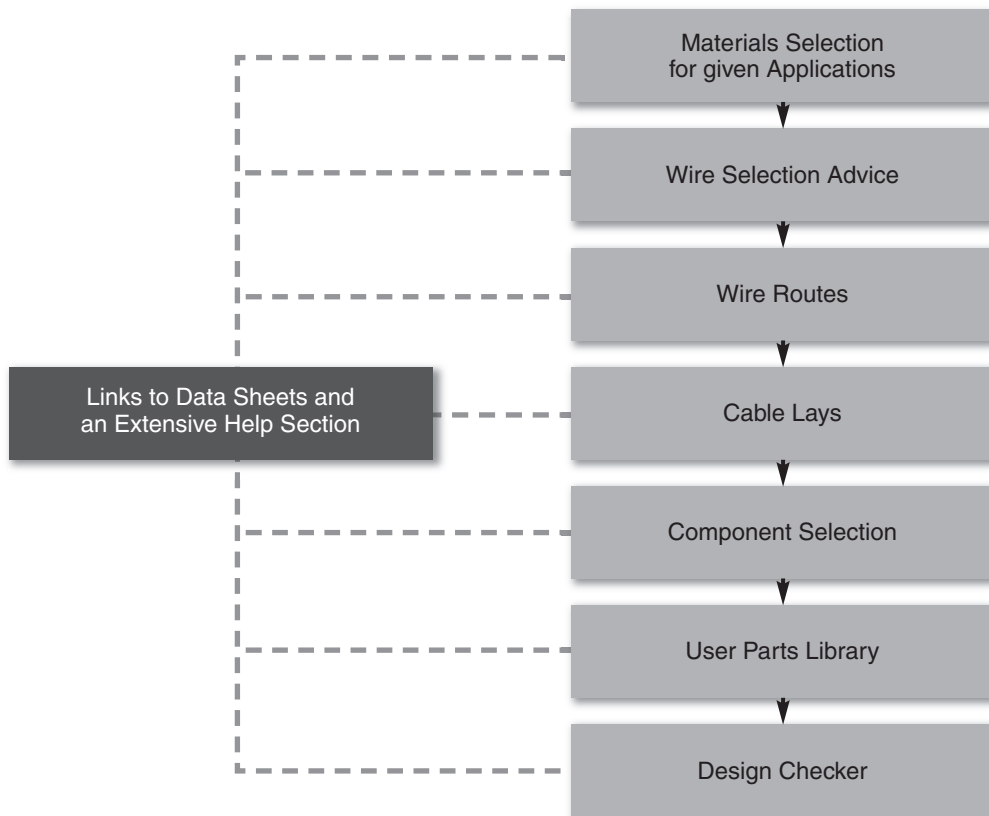 Materials Selection
for given Applications
Wire Selection Advice
Wire Routes
Links to Data Sheets and
an Extensive Help Section
Cable Lays
Component Selection
User Parts Library
Design Checker